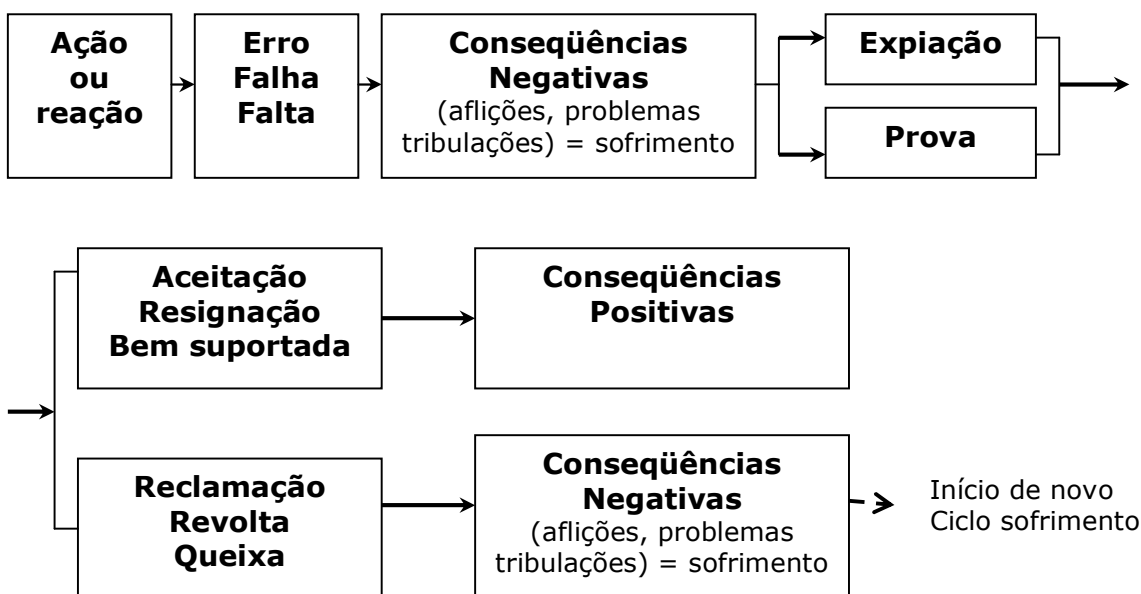 Ação
ou
reação
Erro
Falha
Falta
Conseqüências
Negativas
(aflições, problemas
tribulações) = sofrimento
Expiação
Prova
Aceitação
Resignação
Bem suportada
Conseqüências
Positivas
Reclamação
Revolta
Queixa
Conseqüências
Negativas
(aflições, problemas
tribulações) = sofrimento
Início de novo
Ciclo sofrimento